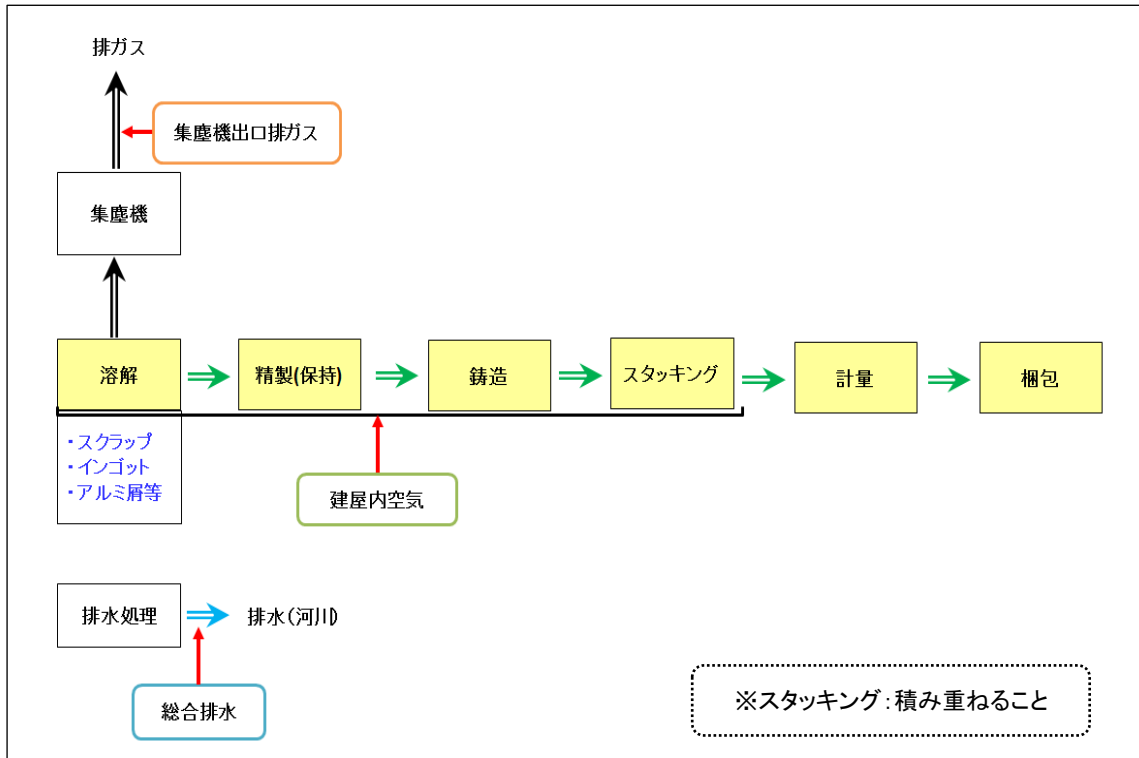 排ガス
集塵機出口排ガス
集塵機
溶解
精製(保持)
鋳造
スタッキング
計量
梱包
・スクラップ
・インゴット
・アルミ屑等
建屋内空気
排水処理
排水(河川)
総合排水
※スタッキング:積み重ねること